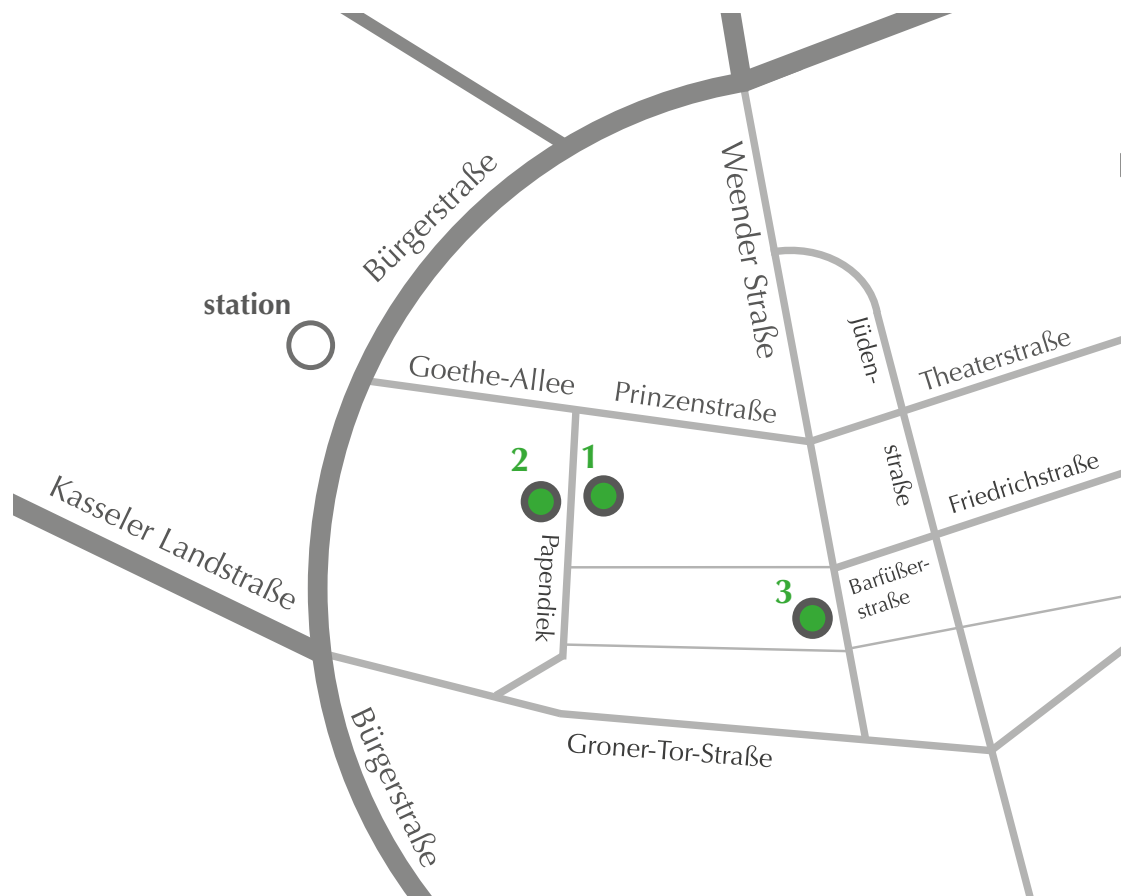 Bürgerstraße
Weender Straße
station
Jüden-
straße
Theaterstraße
Goethe-Allee
Prinzenstraße
2
1
Friedrichstraße
Kasseler Landstraße
Papendiek
3
Barfüßer-
straße
Bürgerstraße
Groner-Tor-Straße